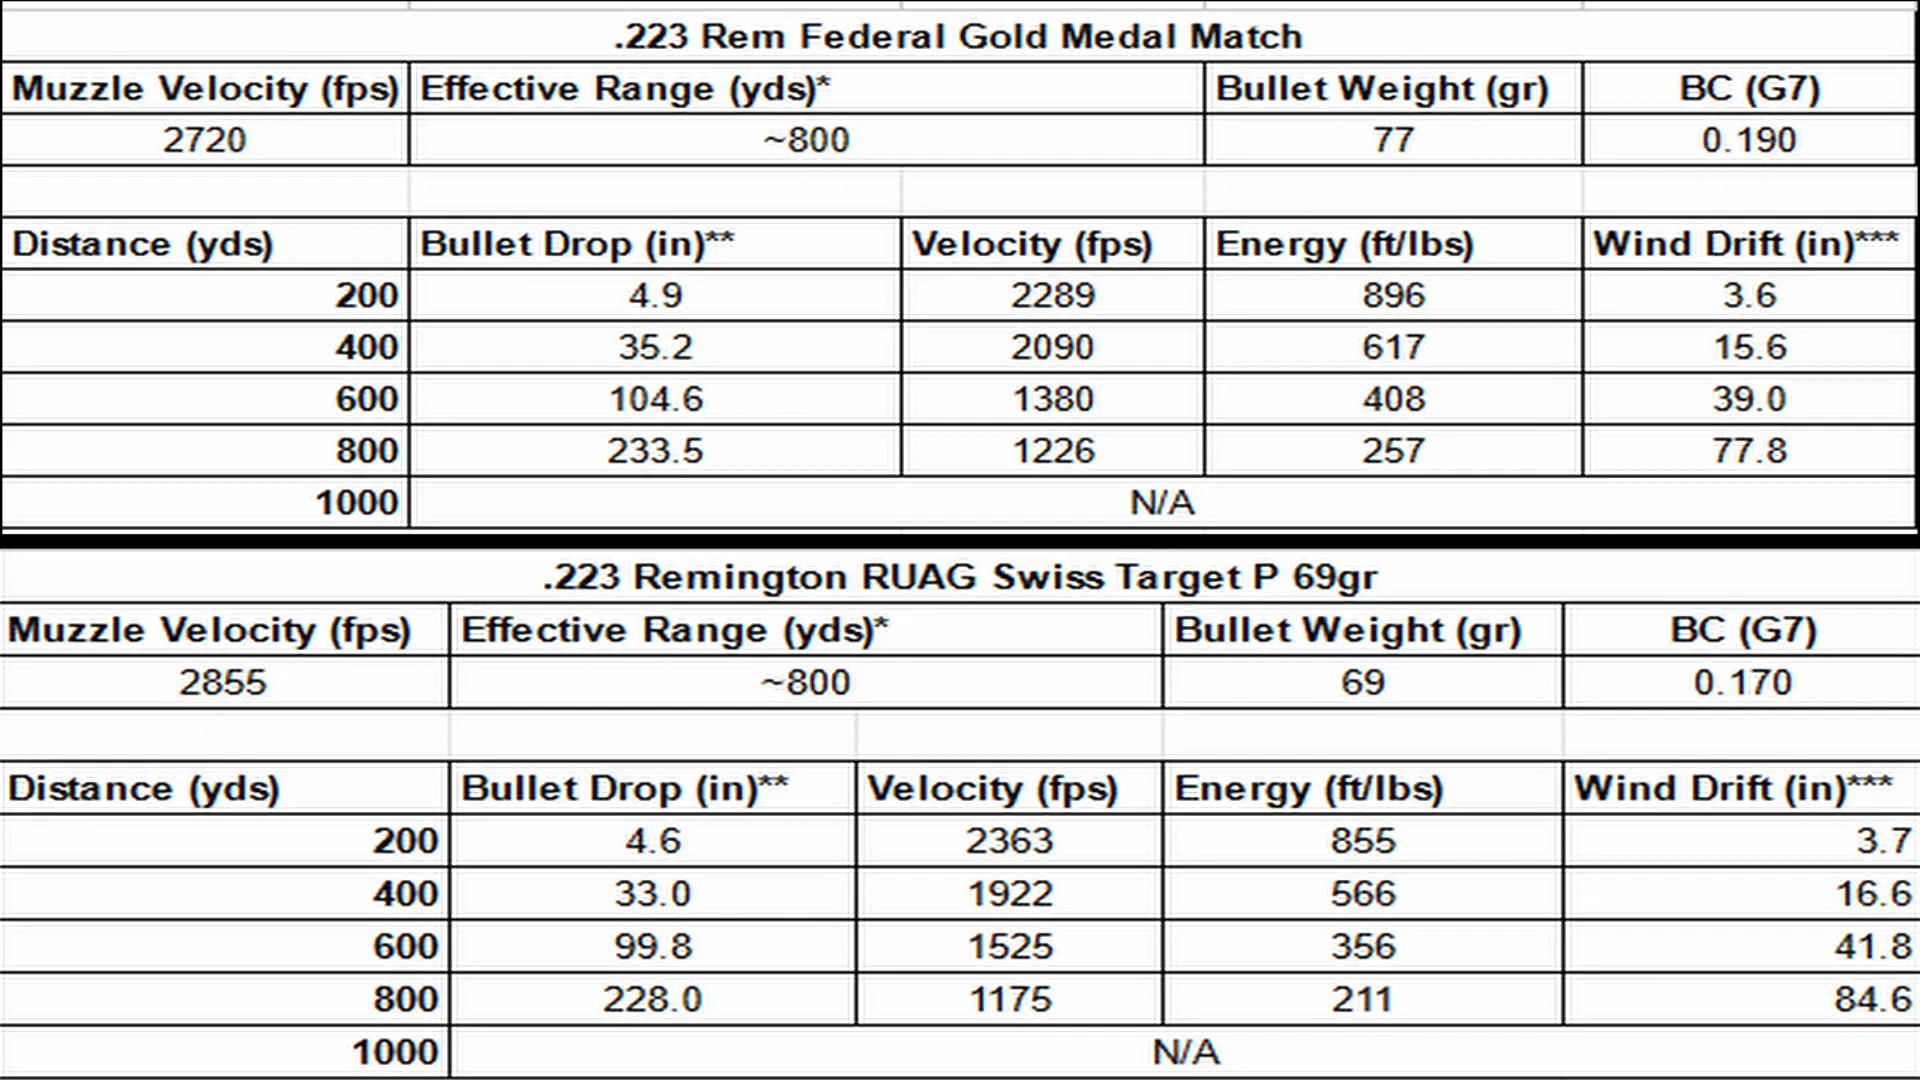 .223 Rem Federal Gold Medal Match
Muzzle Velocity (fps) Effective Range (yds)* Bullet Weight (gr) BC (G7)
2720 ~800 77 0.190
Distance (yds) Bullet Drop (in)** Velocity (fps) Energy (ft/lbs) Wind Drift (in)***
200 4.9 2289 896 3.6
400 35.2 2090 617 15.6
600 104.6 1380 408 39.0
800 233.5 1226 257 77.8
1000 N/A
.223 Remington RUAG Swiss Target P 69gr
Muzzle Velocity (fps) Effective Range (yds)* Bullet Weight (gr) BC (G7)
2855 ~800 69 0.170
Distance (yds) Bullet Drop (in)** Velocity (fps) Energy (ft/lbs) Wind Drift (in)***
200 4.6 2363 855 3.7
400 33.0 1922 566 16.6
600 99.8 1525 356 41.8
800 228.0 1175 211 84.6
1000 N/A